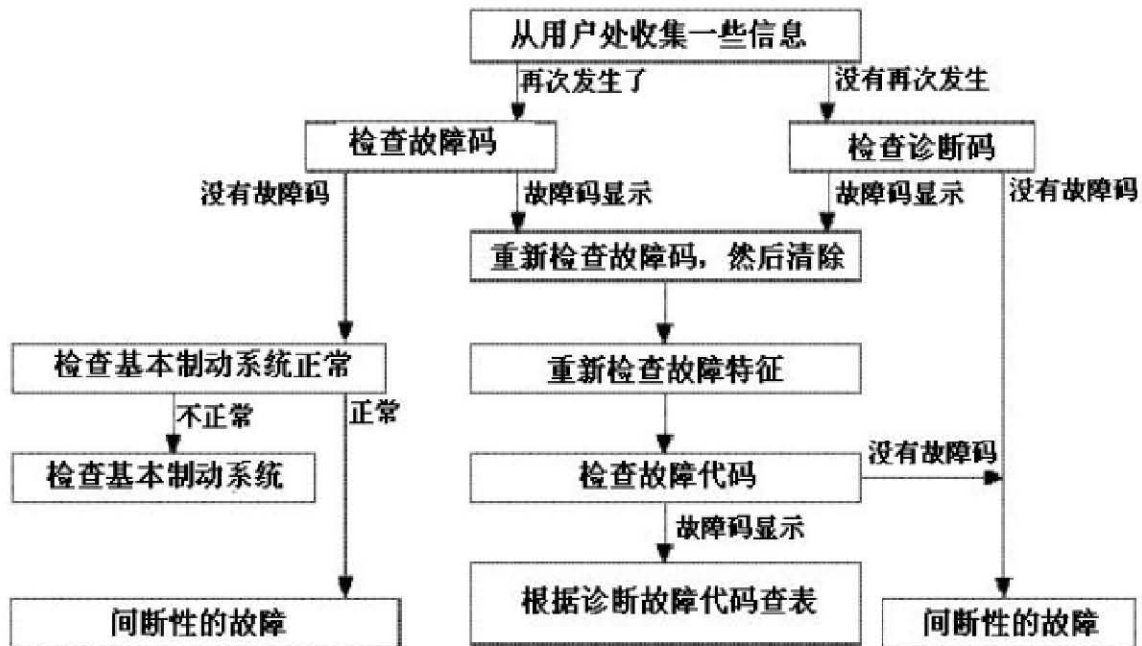 从用户处收集一些信息
再次发生了
没有再次发生
检查故障码
检查诊断码
没有故障码
故障码显示
故障码显示
没有故障码
重新检查故障码，然后清除
检查基本制动系统正常
重新检查故障特征
不正常
正常
检查基本制动系统
检查故障代码
没有故障码
故障码显示
间断性的故障
根据诊断故障代码查表
间断性的故障